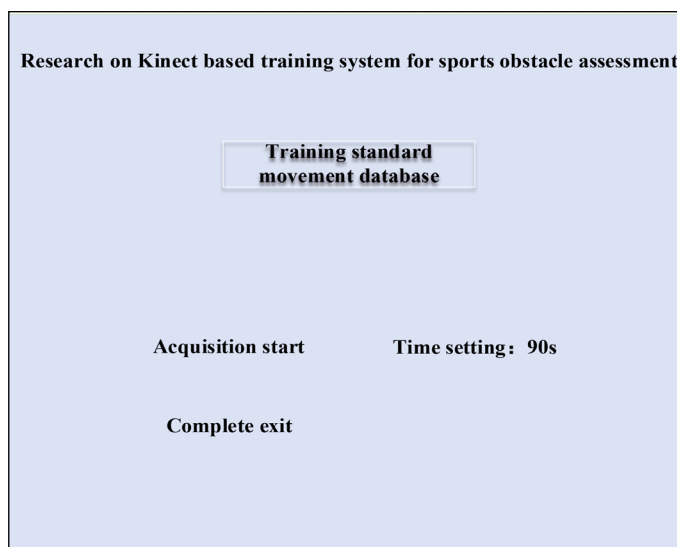 Research on Kinect based training system for sports obstacle assessment
Training standard
movement database
Acquisition start
Time setting：90s
Complete exit